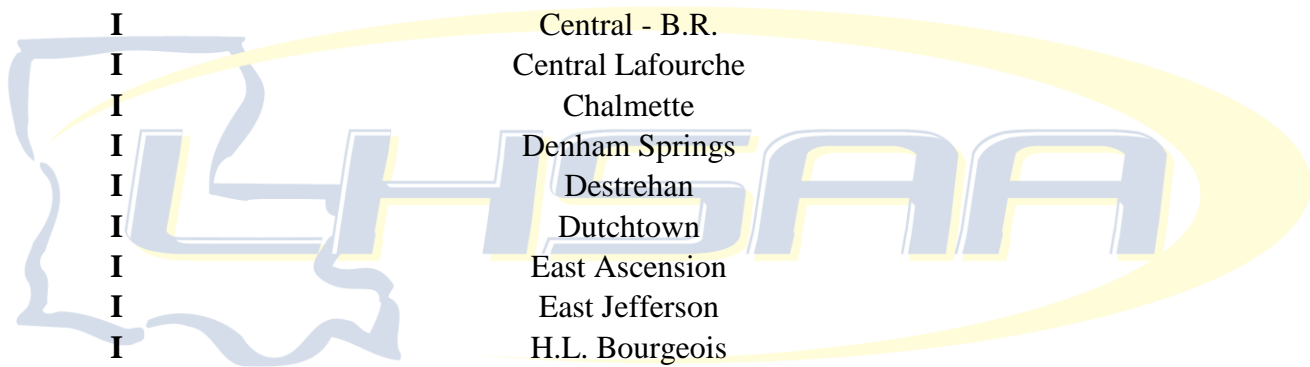 I Central - B.R.
I Central Lafourche
I Chalmette
I Denham Springs
I Destrehan
I Dutchtown
I East Ascension
I East Jefferson
I H.L. Bourgeois
LHSAA